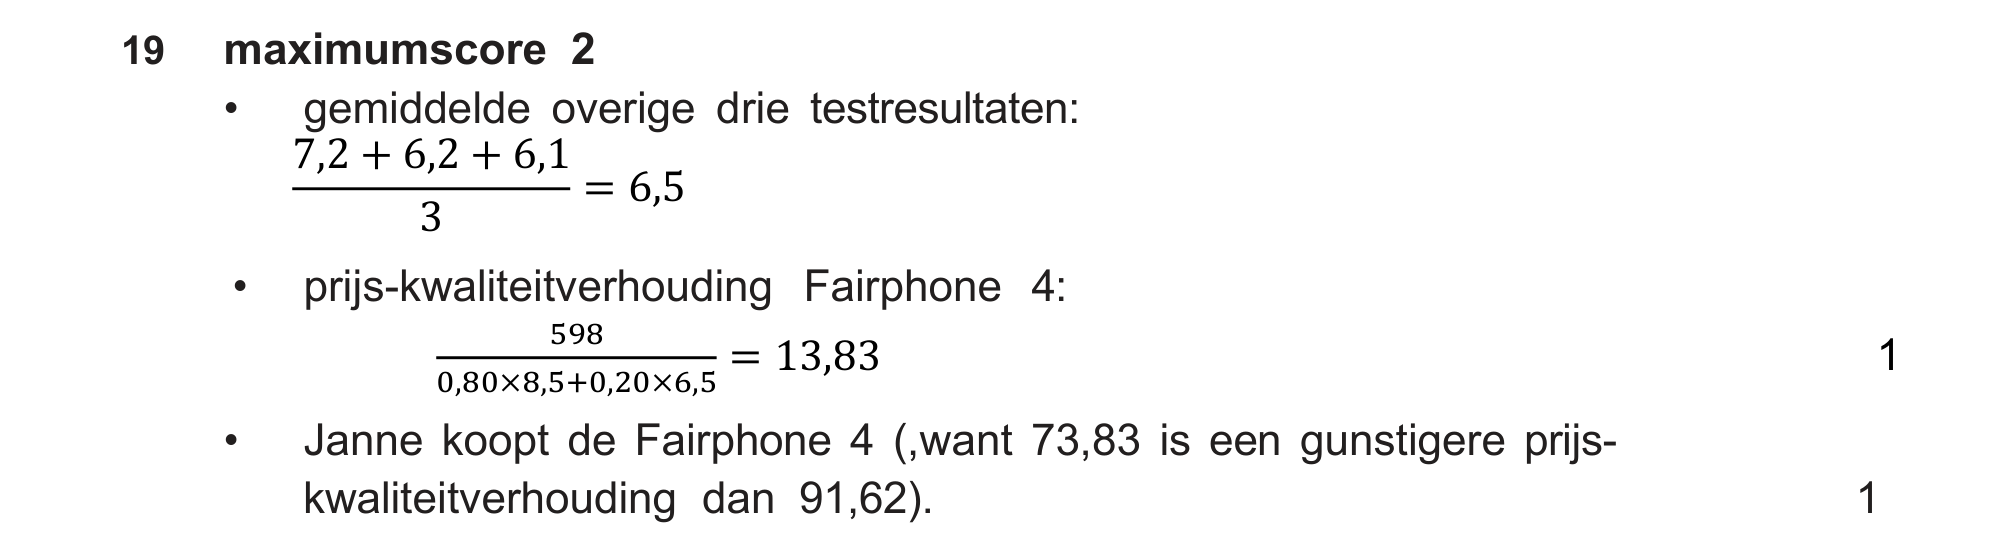 19 maximumscore 2
• gemiddelde overige drie testresultaten:
7,2 + 6,2 + 6,1
= 6,5
3
• prijs-kwaliteitverhouding Fairphone 4:
598
= 13,83
0,80×8,5+0,20×6,5
1
• Janne koopt de Fairphone 4 (,want 73,83 is een gunstigere prijs-
kwaliteitverhouding dan 91,62). 1